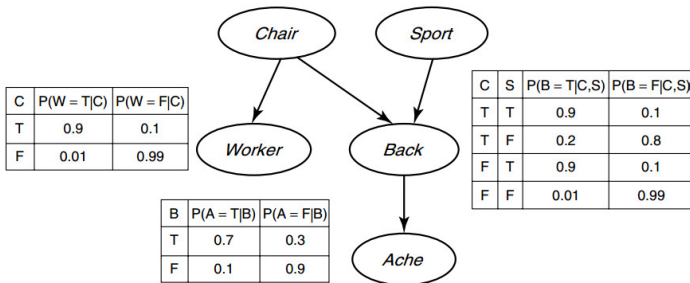 Chair
Sport
C P(W = T|C) P(W = F|C)
T 0.9 0.1
F 0.01 0.99
Worker
Back
C S P(B = T|C,S) P(B = F|C,S)
T T 0.9 0.1
T F 0.2 0.8
F T 0.9 0.1
F F 0.01 0.99
B P(A = T|B) P(A = F|B)
T 0.7 0.3
F 0.1 0.9
Ache